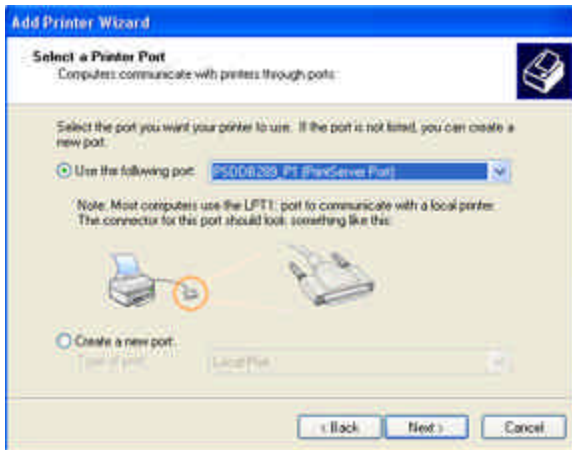 Add Printer Wizard
Select a Printer Port
Computers communicate with printers through ports.
Select the port you want your printer to use. If the port is not listed, you can create a
new port.
Use the following port:
(PrintServer Port)
Note: Most computers use the LPT1: port to communicate with a local printer.
The connector for this port should look something like this:
Create a new port:
Type of port:
Local Port
< Back
Next >
Cancel